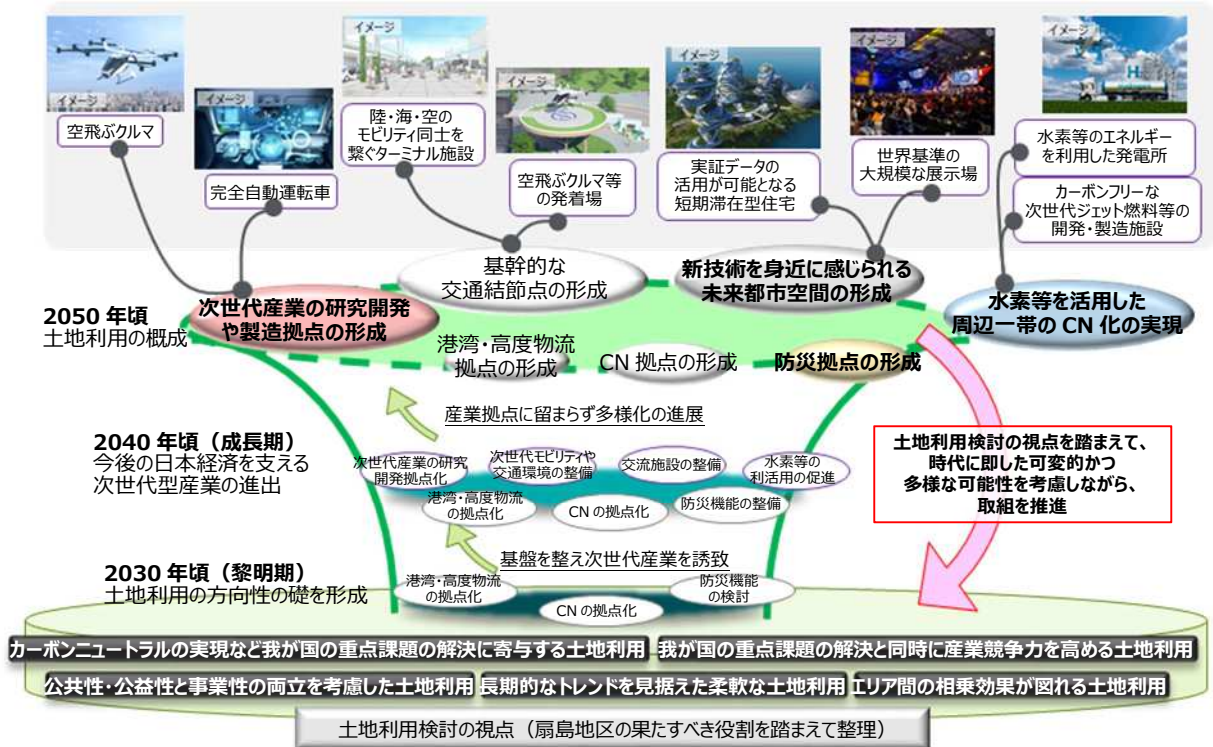 イメージ
イメージ
イメージ
イメージ
イメージ
イメージ
イメージ
空飛ぶクルマ
完全自動運転車
陸・海・空の
モビリティ同士を
繋ぐターミナル施設
空飛ぶクルマ等
の発着場
実証データの
活用が可能となる
短期滞在型住宅
世界基準の
大規模な展示場
水素等のエネルギー
を利用した発電所
カーボンフリーな
次世代ジェット燃料等の
開発・製造施設
2050 年頃
土地利用の概成
次世代産業の研究開発
や製造拠点の形成
基幹的な
交通結節点の形成
新技術を身近に感じられる
未来都市空間の形成
水素等を活用した
周辺一帯の CN 化の実現
港湾・高度物流
拠点の形成
CN 拠点の形成
防災拠点の形成
産業拠点に留まらず多様化の進展
2040 年頃（成長期）
今後の日本経済を支える
次世代型産業の進出
次世代産業の研究
開発拠点化
次世代モビリティや
交通環境の整備
交流施設の整備
水素等の
利活用の促進
港湾・高度物流
の拠点化
CN の拠点化
防災機能の整備
土地利用検討の視点を踏まえて、
時代に即した可変的かつ
多様な可能性を考慮しながら、
取組を推進
基盤を整え次世代産業を誘致
2030 年頃（黎明期）
土地利用の方向性の礎を形成
港湾・高度物流
の拠点化
CN の拠点化
防災機能
の検討
カーボンニュートラルの実現など我が国の重点課題の解決に寄与する土地利用
我が国の重点課題の解決と同時に産業競争力を高める土地利用
公共性・公益性と事業性の両立を考慮した土地利用
長期的なトレンドを見据えた柔軟な土地利用
エリア間の相乗効果が図れる土地利用
土地利用検討の視点（扇島地区の果たすべき役割を踏まえて整理）